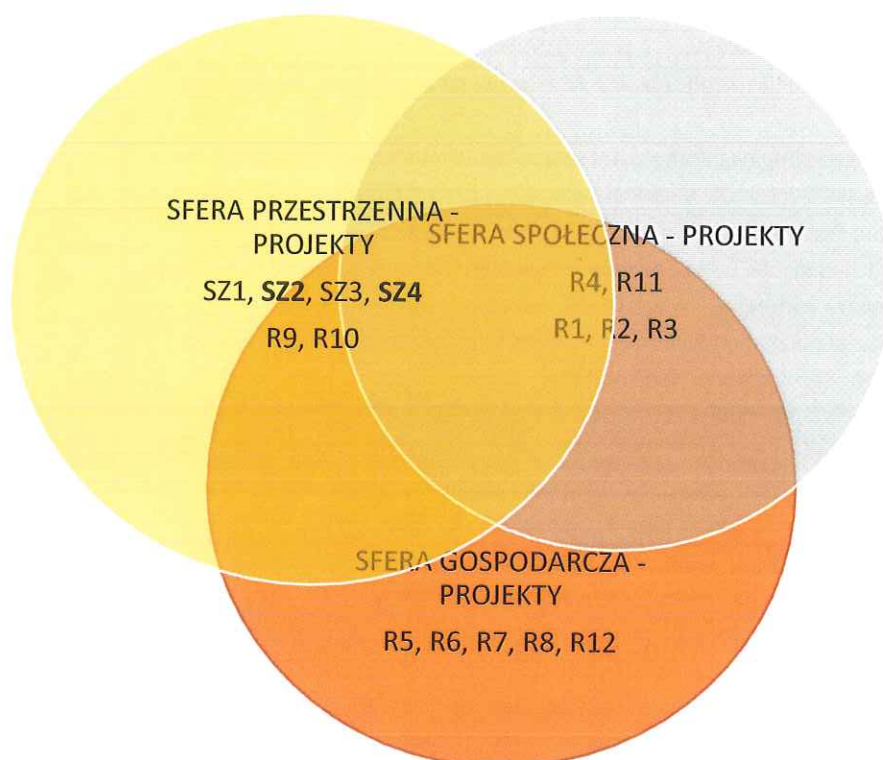 SFERA PRZESTRZENNA -
PROJEKTY
SZ1, SZ2, SZ3, SZ4
R9, R10
SFERA SPOŁECZNA - PROJEKTY
R4, R11
R1, R2, R3
SFERA GOSPODARCZA -
PROJEKTY
R5, R6, R7, R8, R12